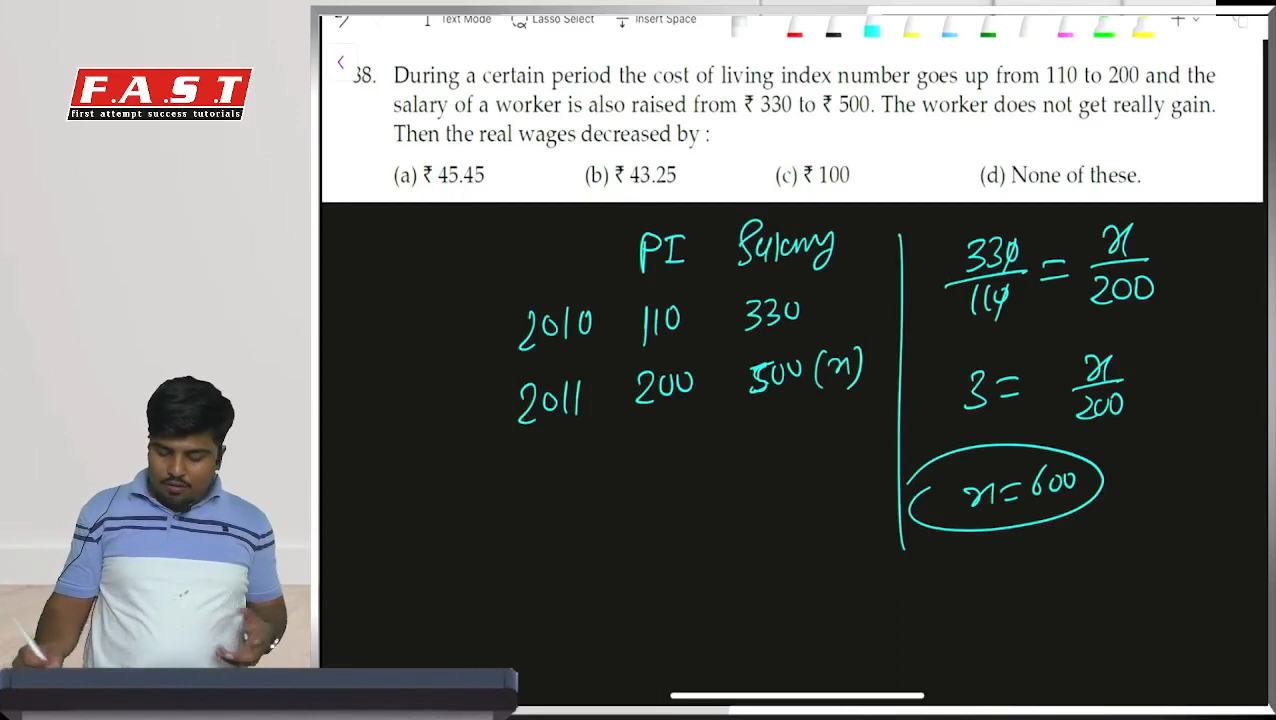 Text Mode Lasso Select Insert Space
F.A.S.T
first attempt success tutorials
38. During a certain period the cost of living index number goes up from 110 to 200 and the
salary of a worker is also raised from ₹ 330 to ₹ 500. The worker does not get really gain.
Then the real wages decreased by :
(a) ₹ 45.45 (b) ₹ 43.25 (c) ₹ 100 (d) None of these.
PI Salary
2010 110 330
2011 200 500 (x)
330/110 = x/200
3 = x/200
x = 600